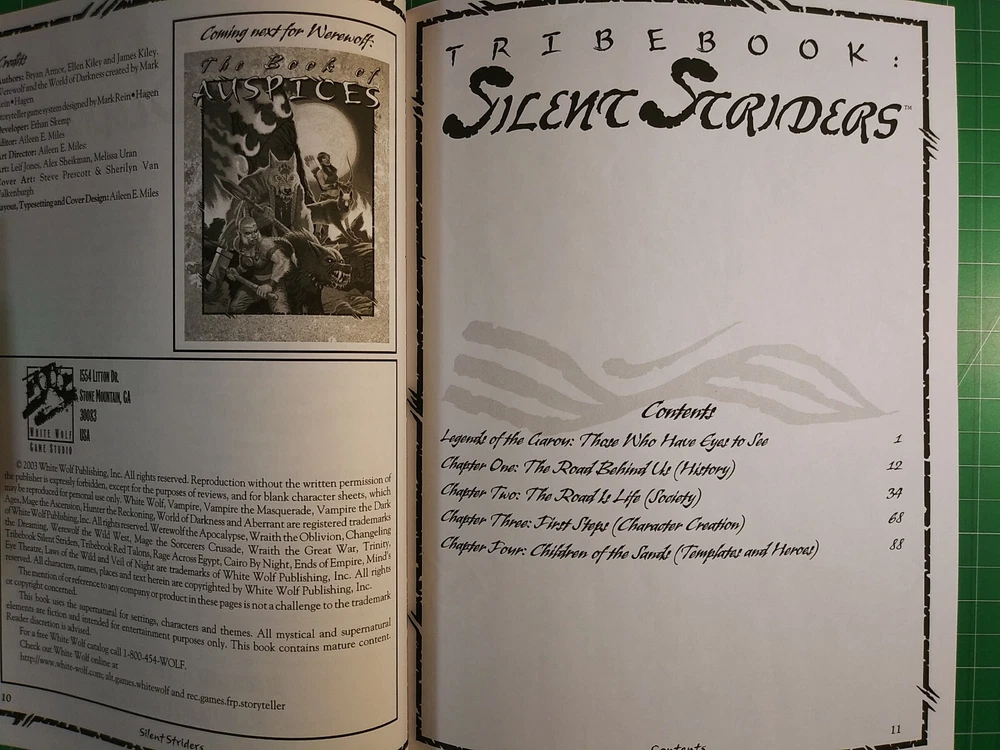 Credits
Authors: Bryan Armor, Ellen Kiley and James Kiley.
Werewolf and the World of Darkness created by Mark
Rein•Hagen
Storyteller game system designed by Mark Rein•Hagen
Developer: Ethan Skemp
Editor: Aileen E. Miles
Art Director: Aileen E. Miles
Art: Leif Jones, Alex Sheikman, Melissa Uran
Cover Art: Steve Prescott & Sherilyn Van
Valkenburgh
Layout, Typesetting and Cover Design: Aileen E. Miles
Coming next for Werewolf:
The Book of
AUSPICES
1554 LITTON DR.
STONE MOUNTAIN, GA
30083
USA
WHITE WOLF
GAME STUDIO
© 2003 White Wolf Publishing, Inc. All rights reserved. Reproduction without the written permission of
the publisher is expressly forbidden, except for the purposes of reviews, and for blank character sheets, which
may be reproduced for personal use only. White Wolf, Vampire, Vampire the Masquerade, Vampire the Dark
Ages, Mage the Ascension, Hunter the Reckoning, World of Darkness and Aberrant are registered trademarks
of White Wolf Publishing, Inc. All rights reserved. Werewolf the Apocalypse, Wraith the Oblivion, Changeling
the Dreaming, Werewolf the Wild West, Mage the Sorcerers Crusade, Wraith the Great War, Trinity,
Tribebook Silent Striders, Tribebook Red Talons, Rage Across Egypt, Cairo By Night, Ends of Empire, Mind's
Eye Theatre, Laws of the Wild and Veil of Night are trademarks of White Wolf Publishing, Inc. All rights
reserved. All characters, names, places and text herein are copyrighted by White Wolf Publishing, Inc.
The mention of or reference to any company or product in these pages is not a challenge to the trademark
or copyright concerned.
This book uses the supernatural for settings, characters and themes. All mystical and supernatural
elements are fiction and intended for entertainment purposes only. This book contains mature content.
Reader discretion is advised.
For a free White Wolf catalog call 1-800-454-WOLF.
Check out White Wolf online at
http://www.white-wolf.com; alt.games.whitewolf and rec.games.frp.storyteller
10
Silent Striders
TRIBEBOOK:
SILENT STRIDERS™
Contents
Legends of the Garou: Those Who Have Eyes to See 1
Chapter One: The Road Behind Us (History) 12
Chapter Two: The Road Is Life (Society) 34
Chapter Three: First Steps (Character Creation) 68
Chapter Four: Children of the Sands (Templates and Heroes) 88
11
Contents